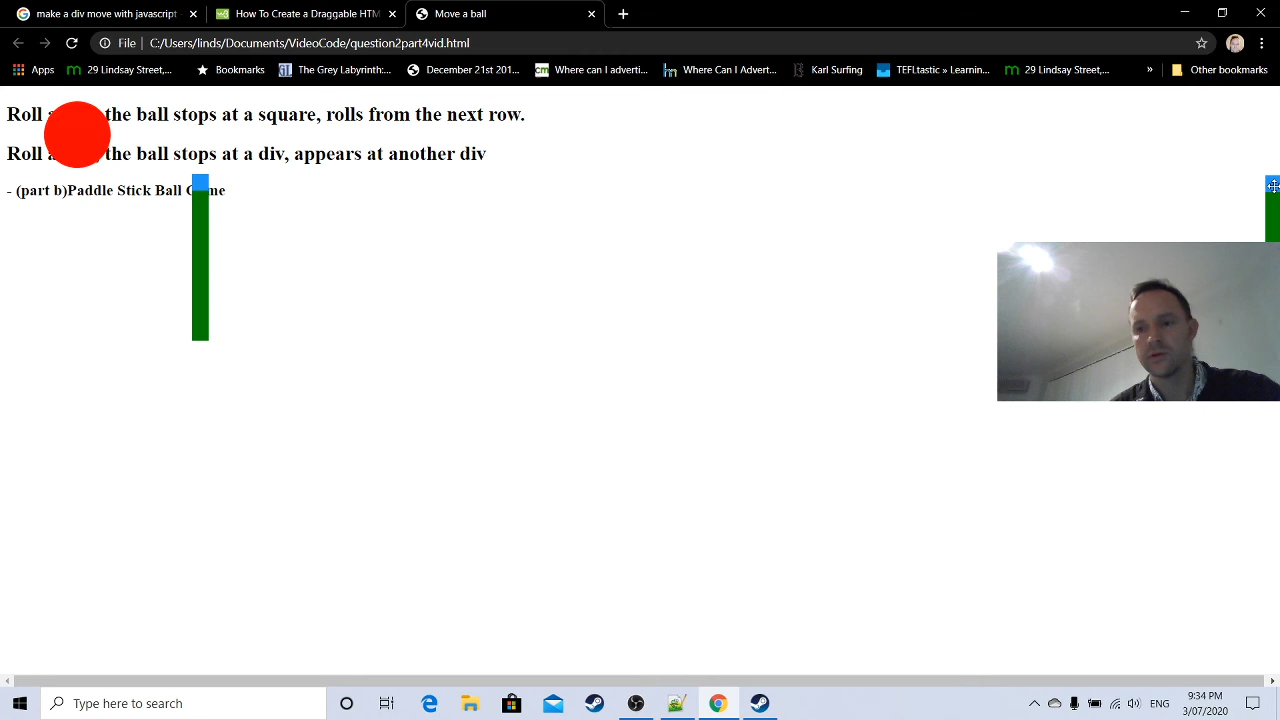 make a div move with javascript
How To Create a Draggable HTM
Move a ball
File
C:/Users/linds/Documents/VideoCode/question2part4vid.html
Apps
29 Lindsay Street,...
Bookmarks
The Grey Labyrinth:...
December 21st 201...
Where can I adverti...
Where Can I Advert...
Karl Surfing
TEFLtastic » Learnin...
29 Lindsay Street,...
»
Other bookmarks
Roll the ball stops at a square, rolls from the next row.
Roll the ball stops at a div, appears at another div
- (part b)Paddle Stick Ball
Type here to search
ENG
9:34 PM
3/07/2020